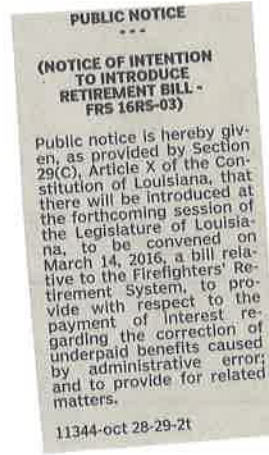 PUBLIC NOTICE
***
(NOTICE OF INTENTION
TO INTRODUCE
RETIREMENT BILL -
FRS 16RS-03)
Public notice is hereby giv-
en, as provided by Section
29(C), Article X of the Con-
stitution of Louisiana, that
there will be introduced at
the forthcoming session of
the Legislature of Louisia-
na, to be convened on
March 14, 2016, a bill rela-
tive to the Firefighters' Re-
tirement System, to pro-
vide with respect to the
payment of interest re-
garding the correction of
underpaid benefits caused
by administrative error;
and to provide for related
matters.
11344-oct 28-29-2t